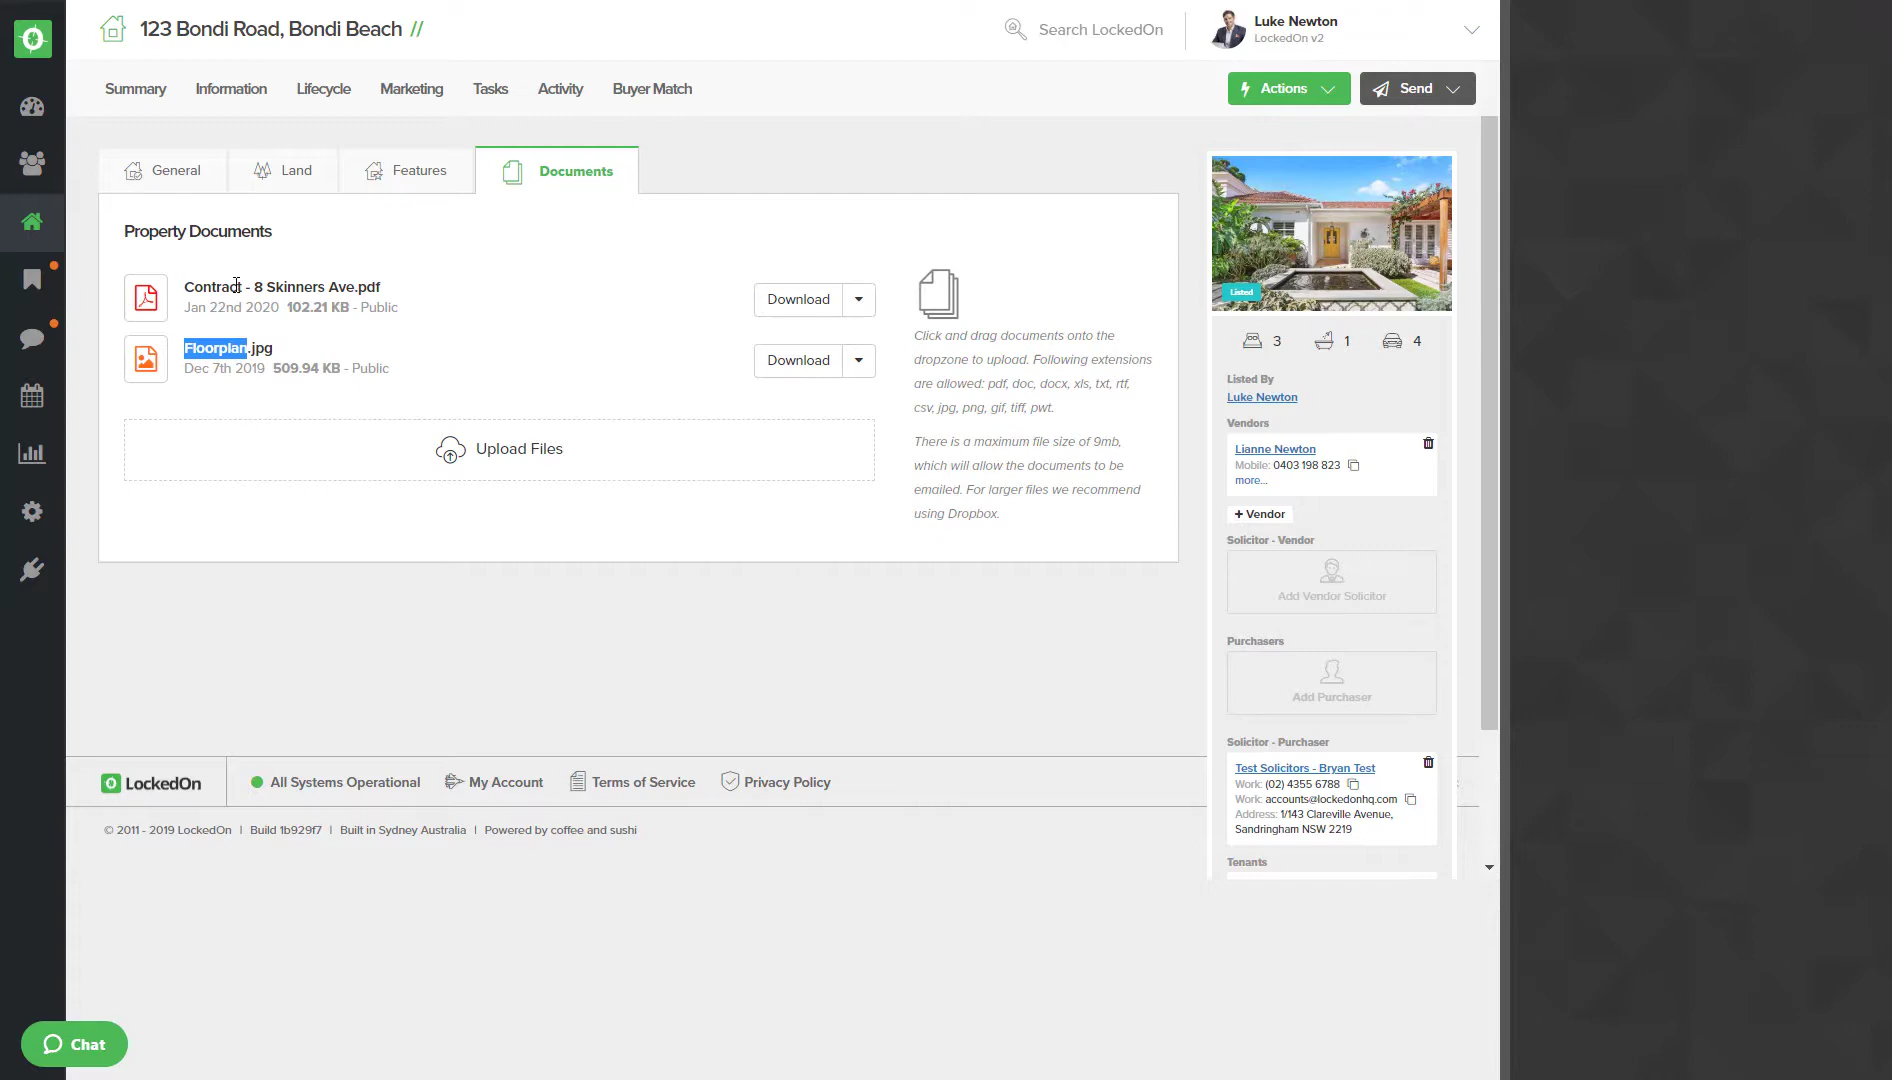 123 Bondi Road, Bondi Beach //
Search LockedOn
Luke Newton
LockedOn v2
Summary
Information
Lifecycle
Marketing
Tasks
Activity
Buyer Match
Actions
Send
General
Land
Features
Documents
Property Documents
Contract - 8 Skinners Ave.pdf
Jan 22nd 2020 102.21 KB - Public
Download
Floorplan.jpg
Dec 7th 2019 509.94 KB - Public
Download
Upload Files
Click and drag documents onto the
dropzone to upload. Following extensions
are allowed: pdf, doc, docx, xls, txt, rtf,
csv, jpg, png, gif, tiff, pwt.
There is a maximum file size of 9mb,
which will allow the documents to be
emailed. For larger files we recommend
using Dropbox.
Listed
3
1
4
Listed By
Luke Newton
Vendors
Lianne Newton
Mobile: 0403 198 823
more...
+ Vendor
Solicitor - Vendor
Add Vendor Solicitor
Purchasers
Add Purchaser
Solicitor - Purchaser
Test Solicitors - Bryan Test
Work: (02) 4355 6788
Work: accounts@lockedonhq.com
Address: 1/143 Clareville Avenue,
Sandringham NSW 2219
Tenants
LockedOn
All Systems Operational
My Account
Terms of Service
Privacy Policy
© 2011 - 2019 LockedOn | Build 1b929f7 | Built in Sydney Australia | Powered by coffee and sushi
Chat